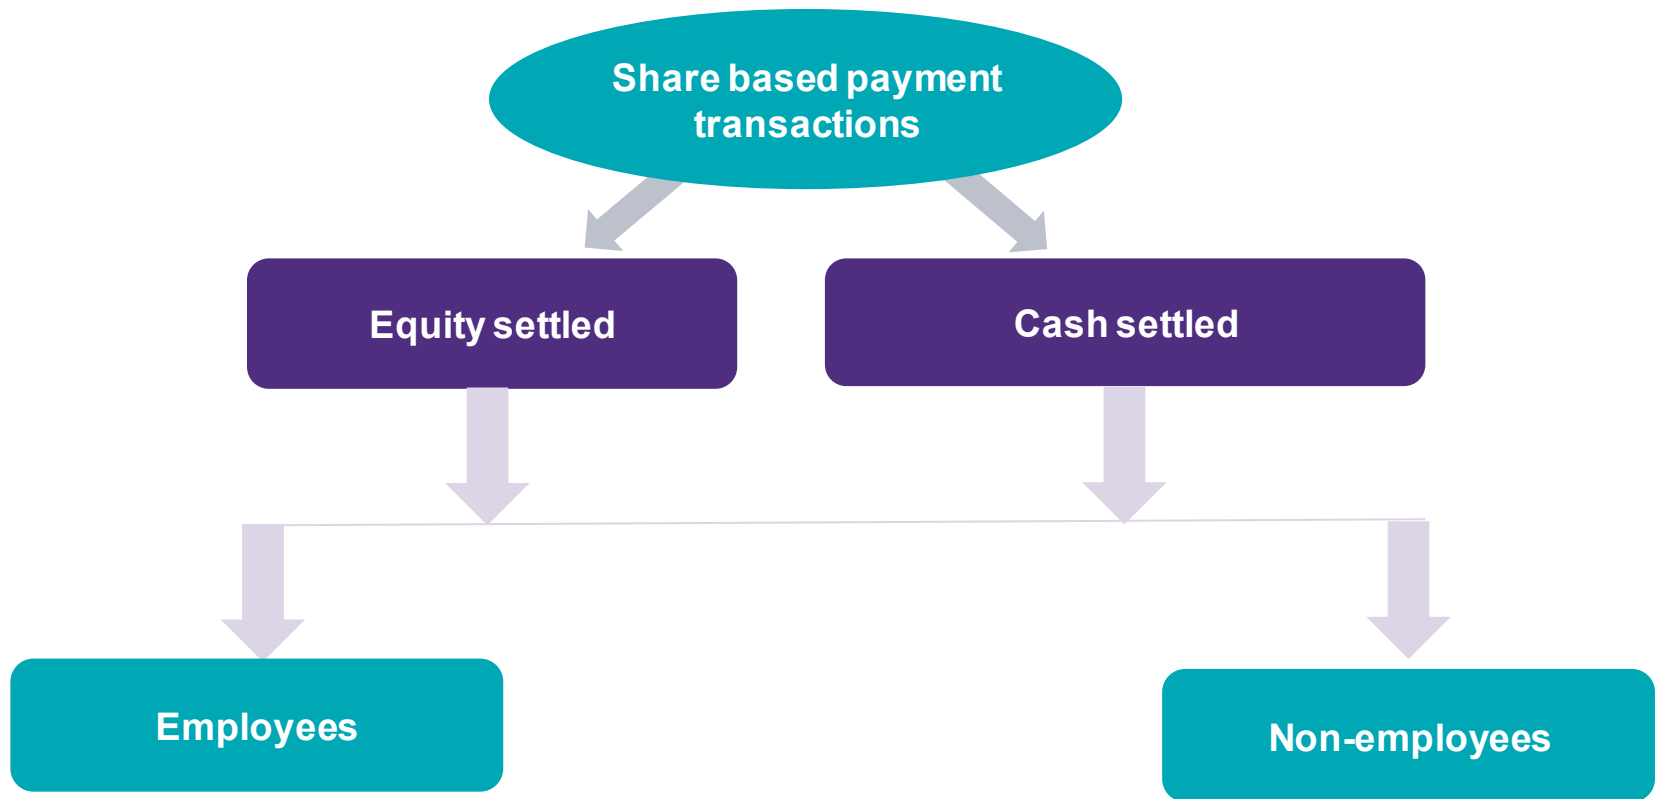 Share based payment
transactions
Equity settled
Cash settled
Employees
Non-employees